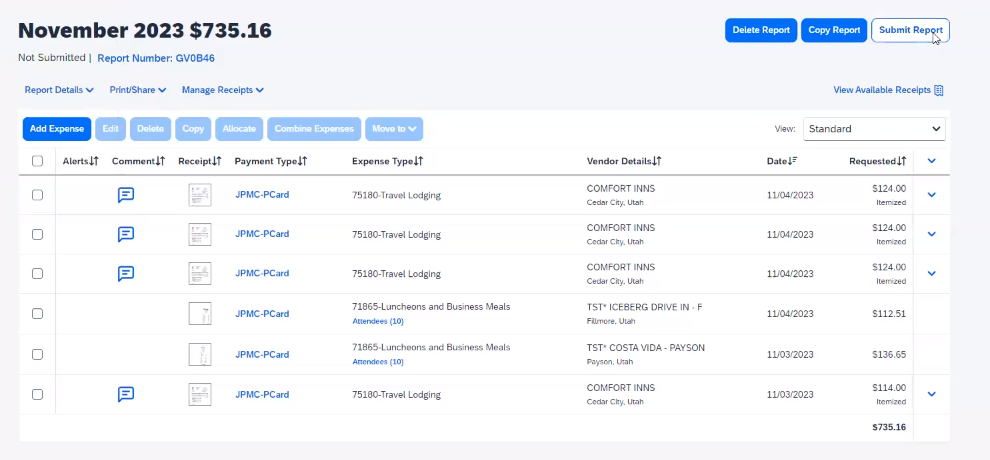 November 2023 $735.16
Delete Report Copy Report Submit Report
Not Submitted | Report Number: GV0B46
Report Details Print/Share Manage Receipts View Available Receipts
Add Expense Edit Delete Copy Allocate Combine Expenses Move to View: Standard
Alerts Comment Receipt Payment Type Expense Type Vendor Details Date Requested
JPMC-PCard 75180-Travel Lodging COMFORT INNS 11/04/2023 $124.00
Cedar City, Utah Itemized
JPMC-PCard 75180-Travel Lodging COMFORT INNS 11/04/2023 $124.00
Cedar City, Utah Itemized
JPMC-PCard 75180-Travel Lodging COMFORT INNS 11/04/2023 $124.00
Cedar City, Utah Itemized
JPMC-PCard 71865-Luncheons and Business Meals TST* ICEBERG DRIVE IN - F 11/04/2023 $112.51
Attendees (10) Fillmore, Utah
JPMC-PCard 71865-Luncheons and Business Meals TST* COSTA VIDA - PAYSON 11/03/2023 $136.65
Attendees (10) Payson, Utah
JPMC-PCard 75180-Travel Lodging COMFORT INNS 11/03/2023 $114.00
Cedar City, Utah Itemized
$735.16